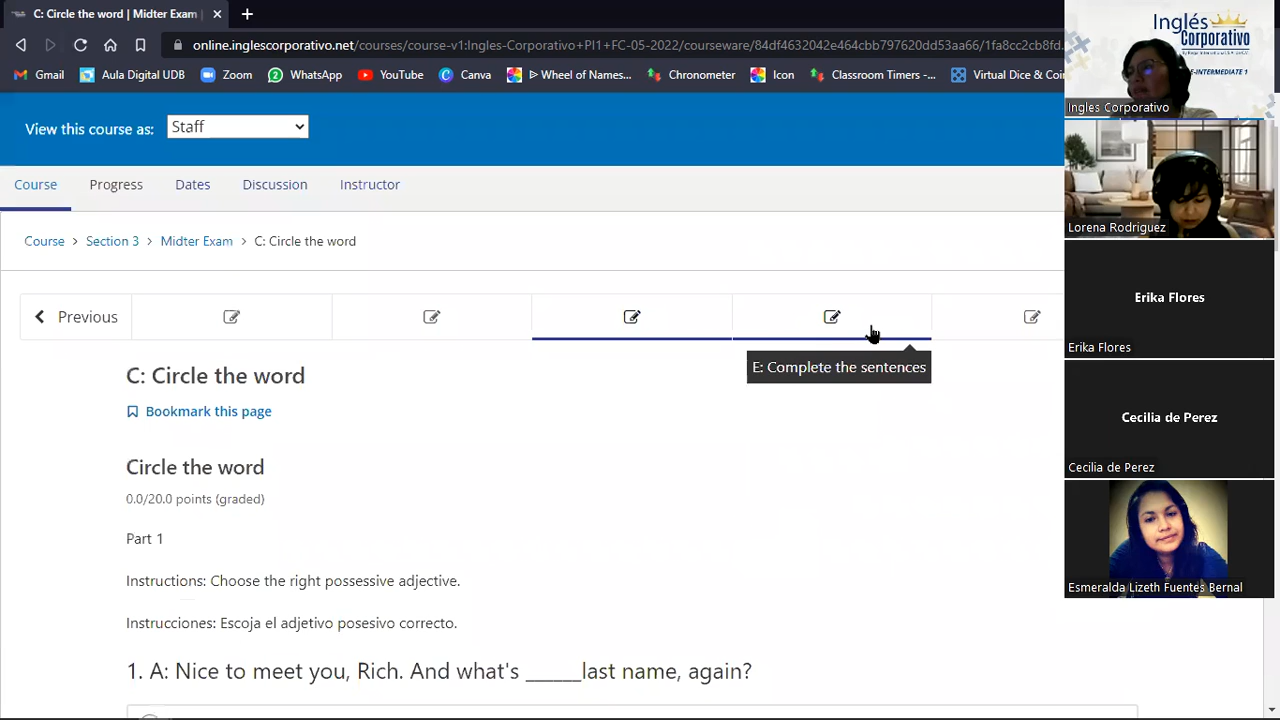 C: Circle the word | Midter Exam |
online.inglescorporativo.net/courses/course-v1:Ingles-Corporativo+PI1+FC-05-2022/courseware/84df4632042e464cbb797620dd53ab66/1fa8cc2cb8fd.
Gmail
Aula Digital UDB
Zoom
WhatsApp
YouTube
Canva
ᐅ Wheel of Names...
Chronometer
Icon
Classroom Timers -...
Virtual Dice & Coin
View this course as:
Staff
Course
Progress
Dates
Discussion
Instructor
Course > Section 3 > Midter Exam > C: Circle the word
Previous
E: Complete the sentences
C: Circle the word
Bookmark this page
Circle the word
0.0/20.0 points (graded)
Part 1
Instructions: Choose the right possessive adjective.
Instrucciones: Escoja el adjetivo posesivo correcto.
1. A: Nice to meet you, Rich. And what's ______last name, again?
Inglés
Corporativo
E-INTERMEDIATE 1
Ingles Corporativo
Lorena Rodriguez
Erika Flores
Erika Flores
Cecilia de Perez
Cecilia de Perez
Esmeralda Lizeth Fuentes Bernal